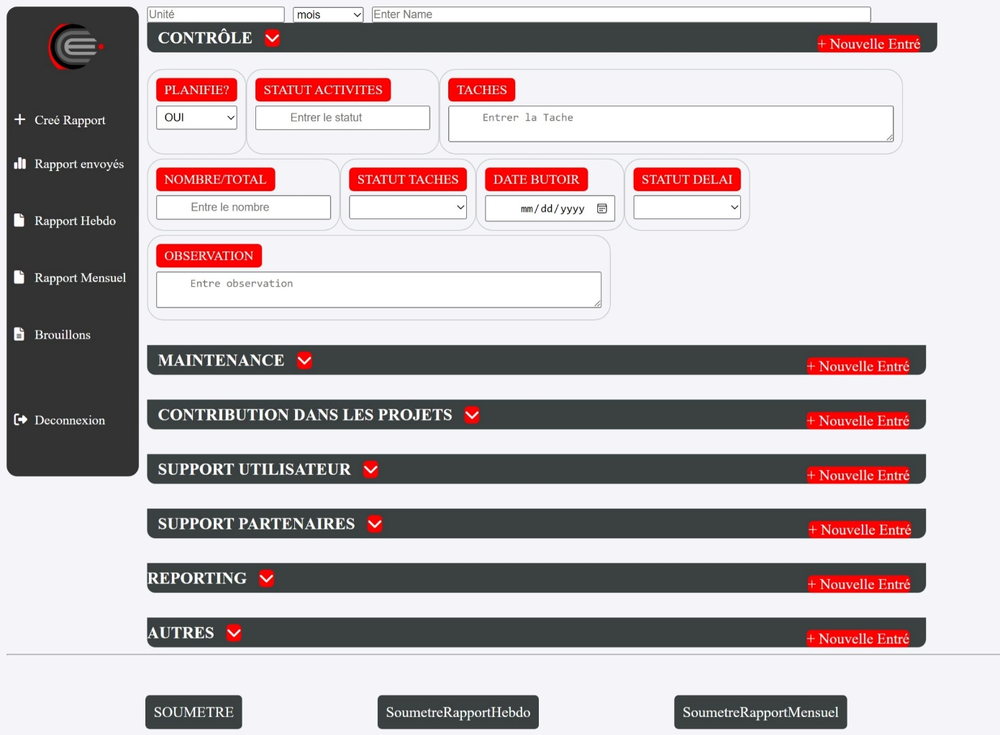 Unité mois Enter Name
CONTRÔLE + Nouvelle Entré
PLANIFIE? STATUT ACTIVITES TACHES
OUI Entrer le statut Entrer la Tache
NOMBRE/TOTAL STATUT TACHES DATE BUTOIR STATUT DELAI
Entre le nombre mm/dd/yyyy
OBSERVATION
Entre observation
MAINTENANCE + Nouvelle Entré
CONTRIBUTION DANS LES PROJETS + Nouvelle Entré
SUPPORT UTILISATEUR + Nouvelle Entré
SUPPORT PARTENAIRES + Nouvelle Entré
REPORTING + Nouvelle Entré
AUTRES + Nouvelle Entré
Creé Rapport
Rapport envoyés
Rapport Hebdo
Rapport Mensuel
Brouillons
Deconnexion
SOUMETRE SoumetreRapportHebdo SoumetreRapportMensuel